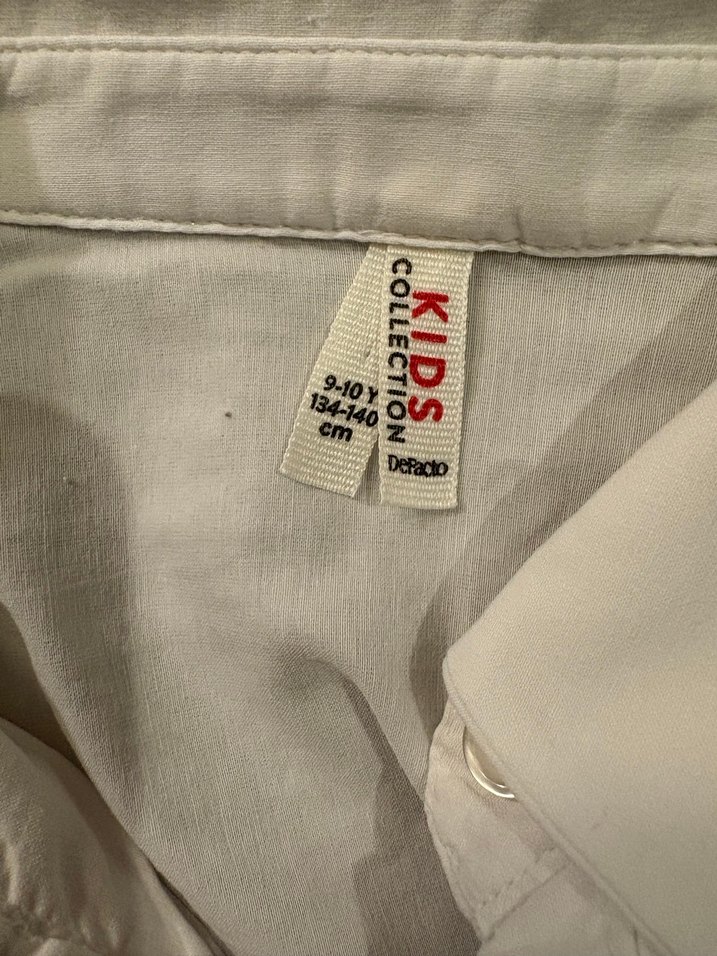 9-10 Y
134-140
cm
KIDS
COLLECTION
DeFacto